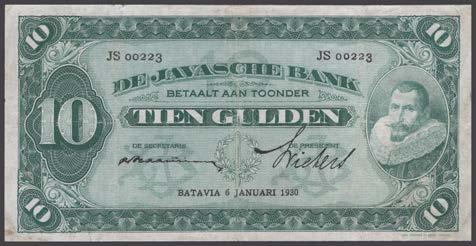 10 10
JS 00223 JS 00223
DE JAVASCHE BANK
BETAALT AAN TOONDER
10 TIEN GULDEN
DE SECRETARIS DE PRESIDENT
BATAVIA 6 JANUARI 1930
10 10